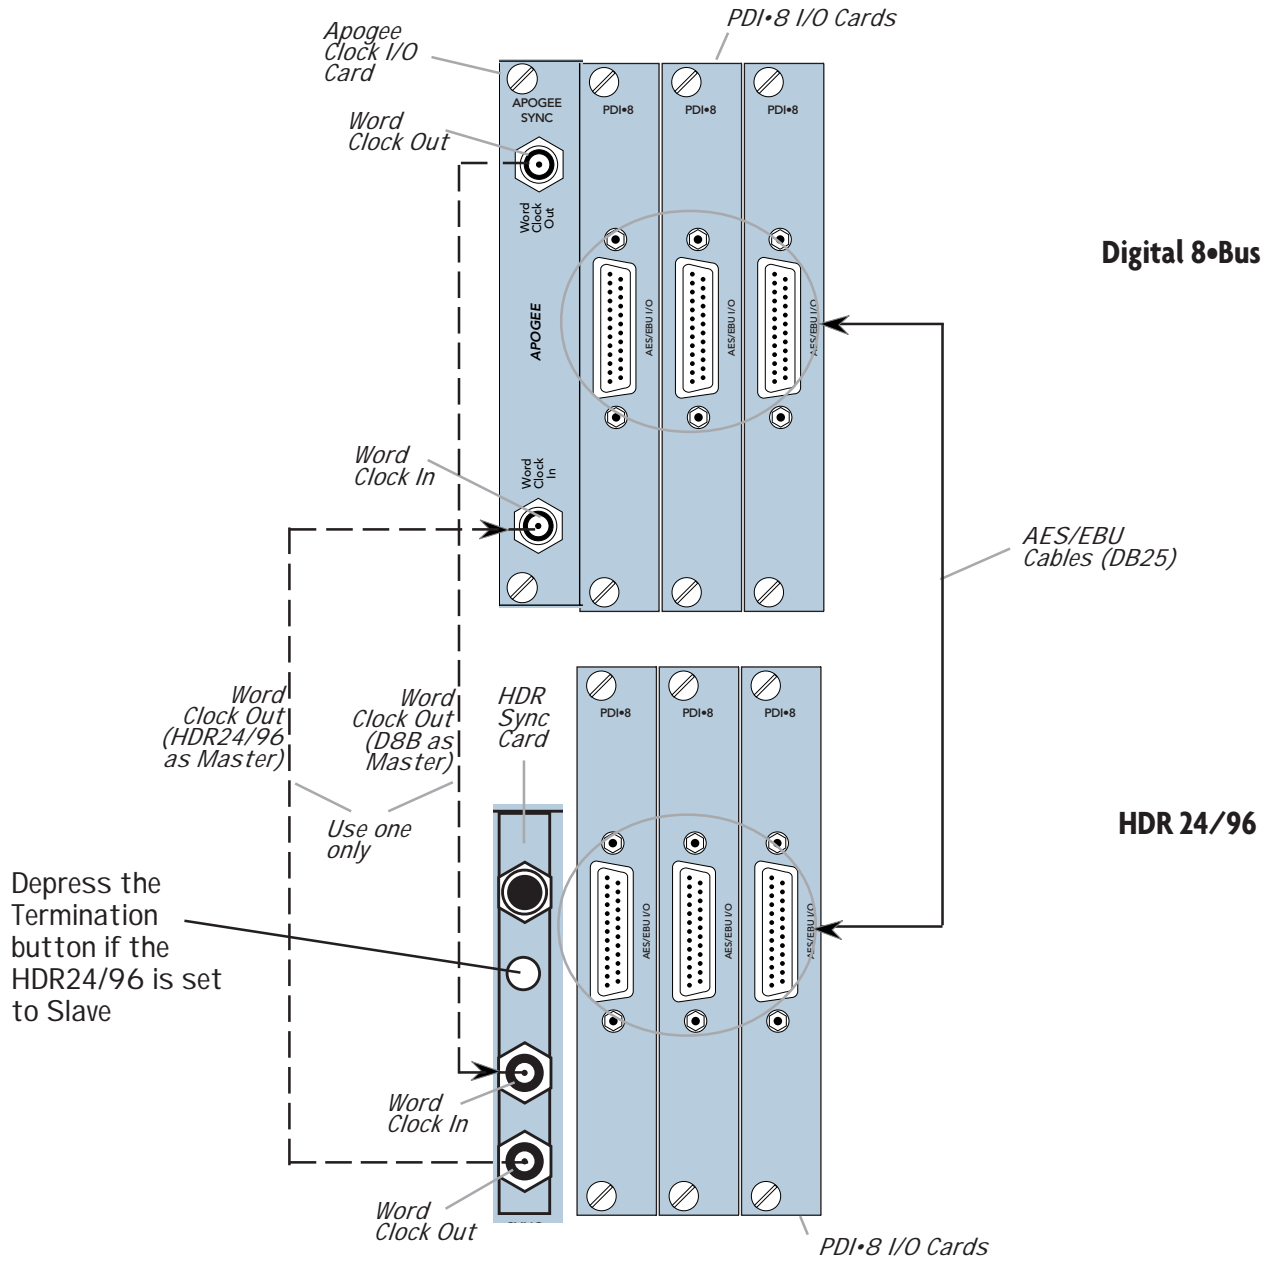 PDI•8 I/O Cards
Apogee
Clock I/O
Card
APOGEE
SYNC
PDI•8
PDI•8
PDI•8
Word
Clock Out
Word
Clock
Out
Digital 8•Bus
APOGEE
AES/EBU I/O
AES/EBU I/O
AES/EBU I/O
Word
Clock In
Word
Clock
In
AES/EBU
Cables (DB25)
Word
Clock Out
(HDR24/96
as Master)
Word
Clock Out
(D8B as
Master)
HDR
Sync
Card
PDI•8
PDI•8
PDI•8
Use one
only
HDR 24/96
Depress the
Termination
button if the
HDR24/96 is set
to Slave
AES/EBU I/O
AES/EBU I/O
AES/EBU I/O
Word
Clock In
Word
Clock Out
PDI•8 I/O Cards